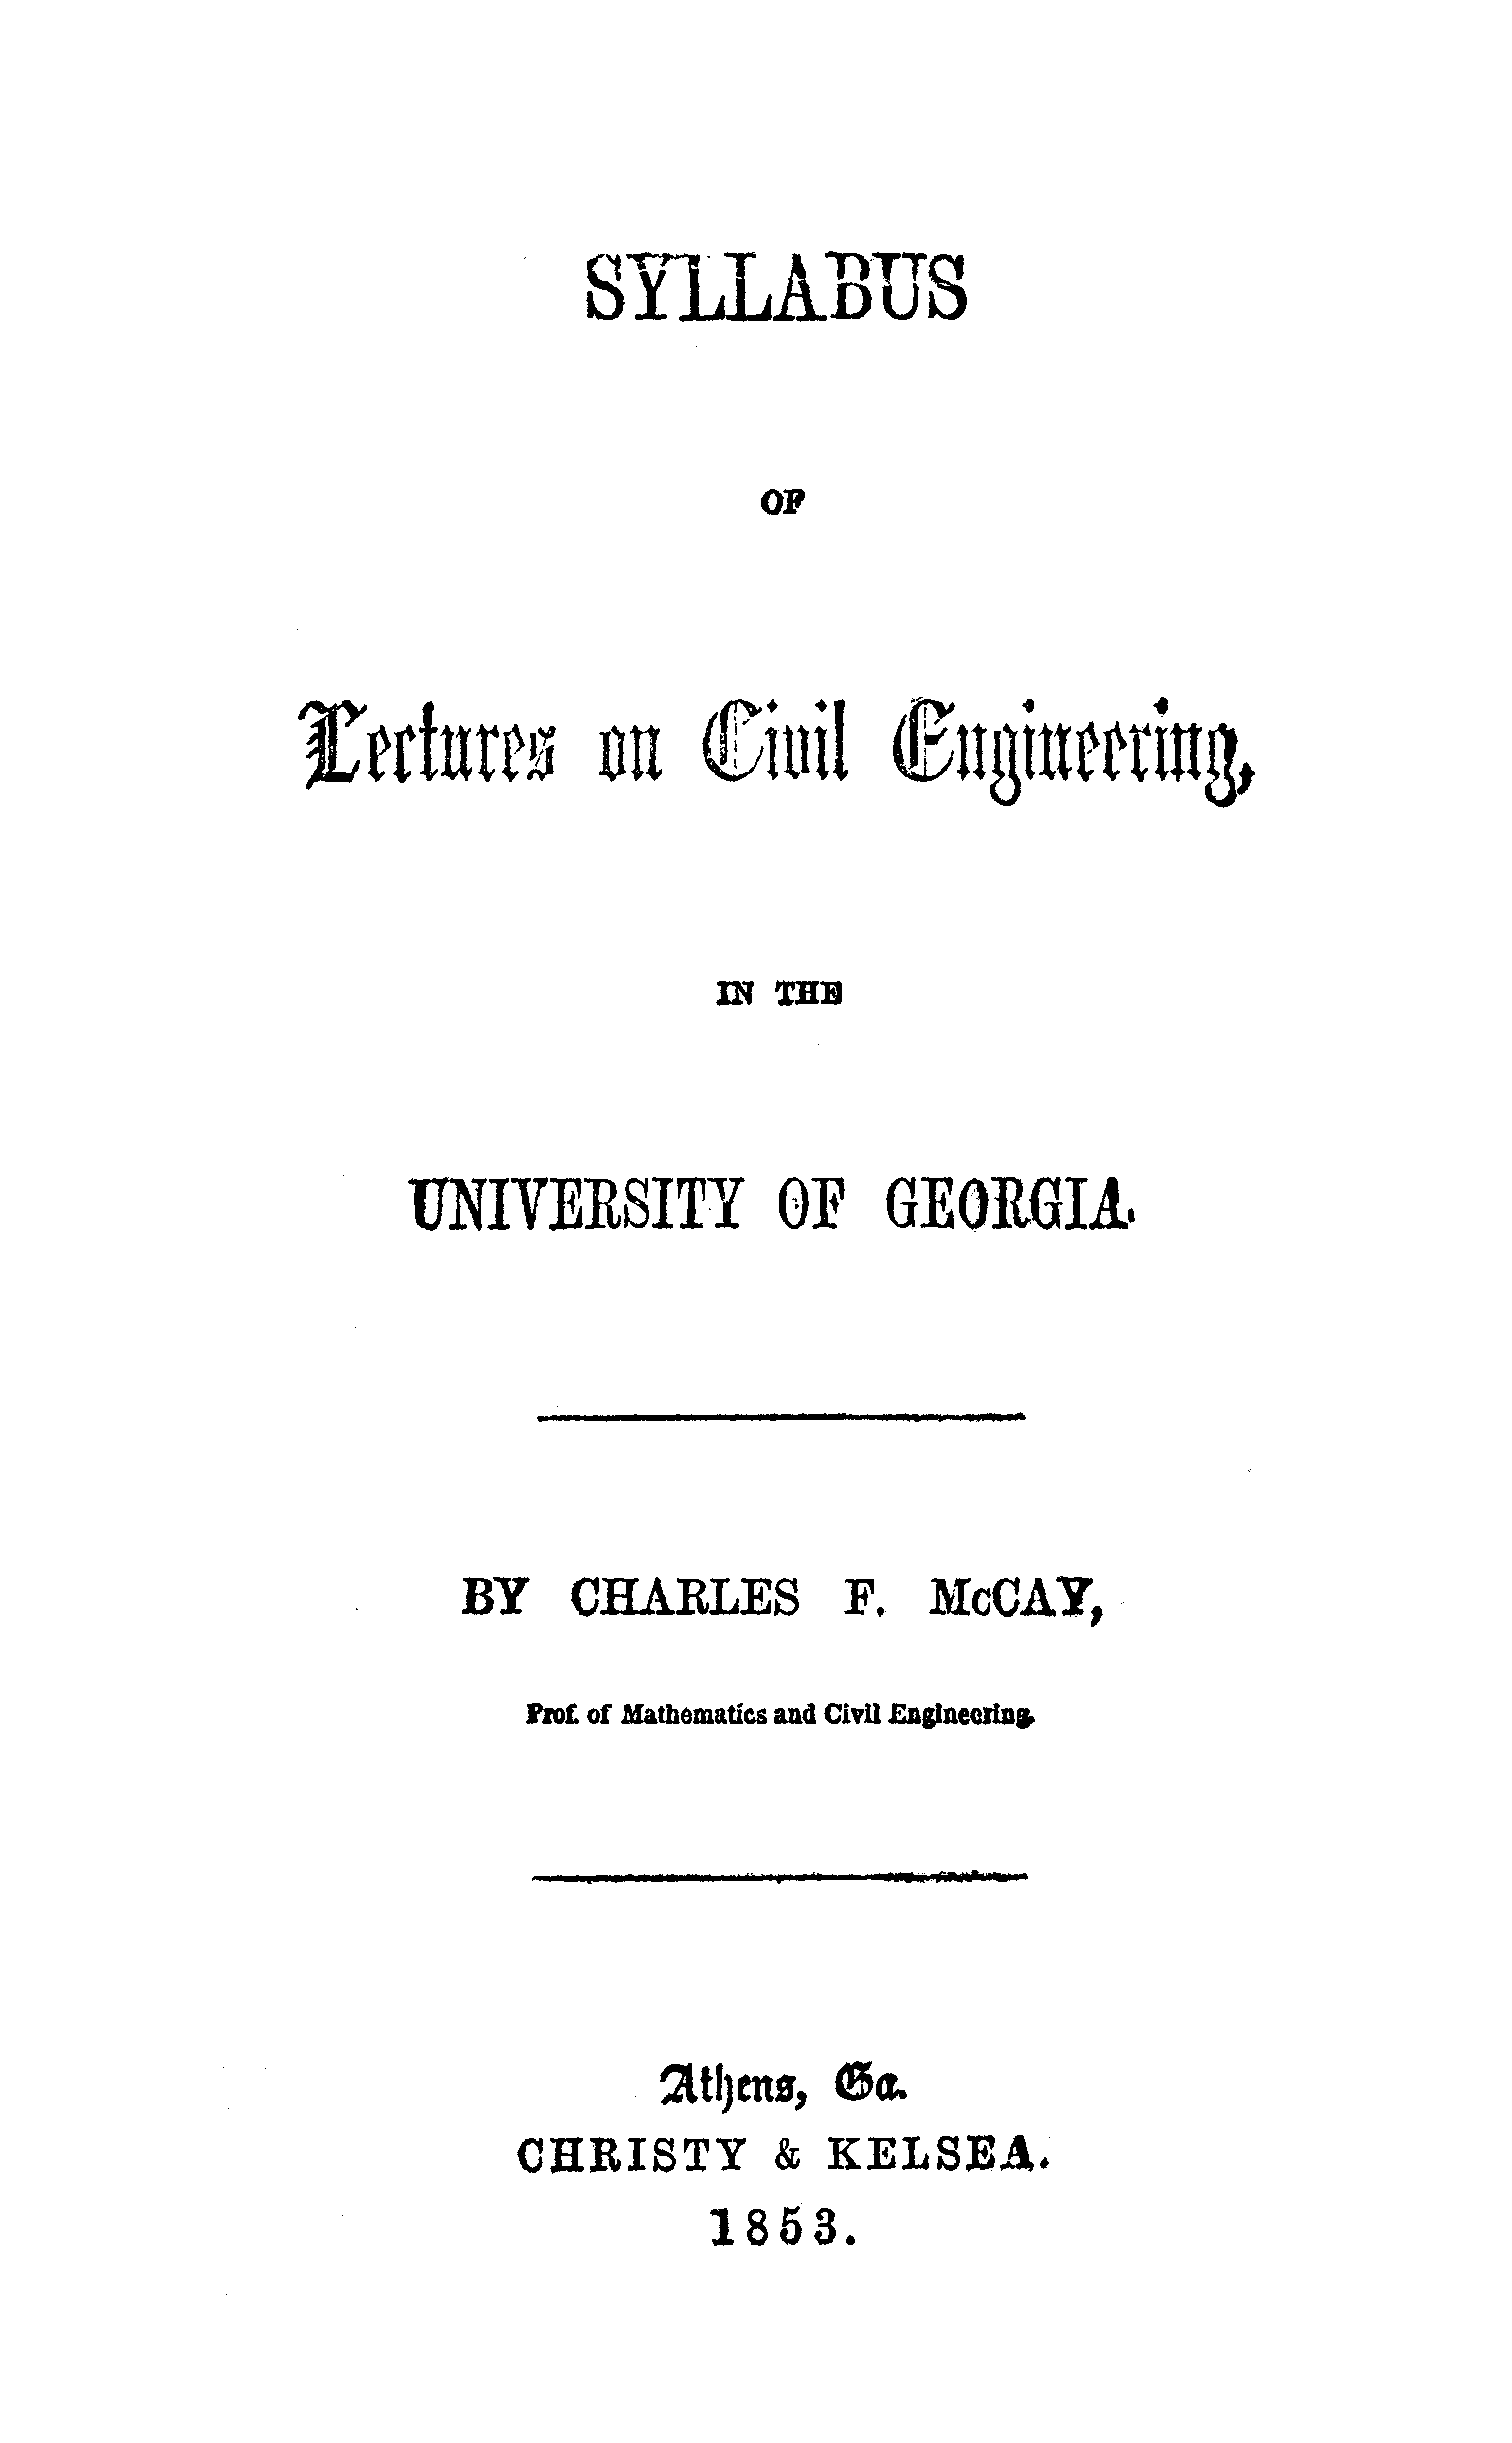 SYLLABUS
OF
Lectures on Civil Engineering,
IN THE
UNIVERSITY OF GEORGIA.
BY CHARLES F. McCAY,
Prof. of Mathematics and Civil Engineering.
Athens, Ga.
CHRISTY & KELSEA.
1853.